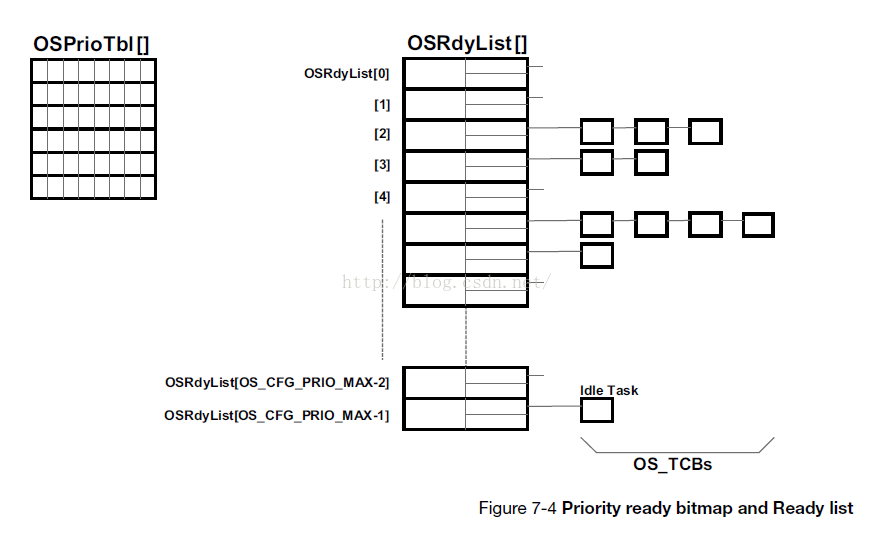 OSPrioTbl[]
OSRdyList[]
OSRdyList[0]
[1]
[2]
[3]
[4]
http://blog.csdn.net/
OSRdyList[OS_CFG_PRIO_MAX-2]
Idle Task
OSRdyList[OS_CFG_PRIO_MAX-1]
OS_TCBs
Figure 7-4 Priority ready bitmap and Ready list